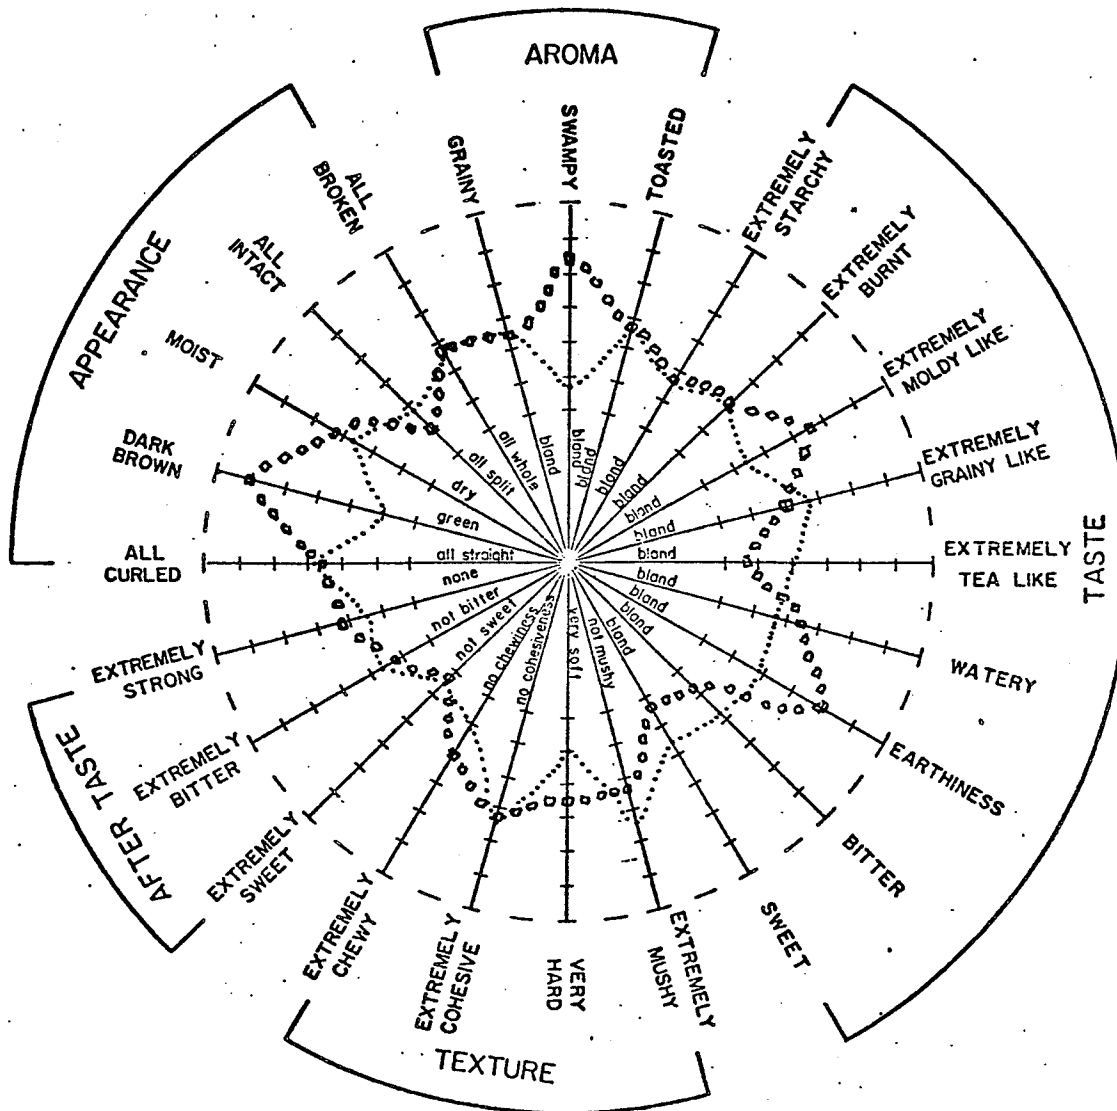 AROMA
GRAINY
SWAMPY
TOASTED
EXTREMELY
STARCHY
EXTREMELY
BURNT
EXTREMELY
MOLDY LIKE
EXTREMELY
GRAINY LIKE
EXTREMELY
TEA LIKE
WATERY
EARTHINESS
BITTER
SWEET
TASTE
EXTREMELY
MUSHY
VERY
HARD
EXTREMELY
COHESIVE
EXTREMELY
CHEWY
TEXTURE
EXTREMELY
SWEET
EXTREMELY
BITTER
EXTREMELY
STRONG
AFTER TASTE
ALL
CURLED
DARK
BROWN
MOIST
ALL
INTACT
ALL
BROKEN
APPEARANCE
bland
bland
bland
bland
bland
bland
bland
bland
bland
bland
bland
not mushy
very soft
no cohesiveness
no chewiness
not sweet
not bitter
none
all straight
green
dry
all split
all whole